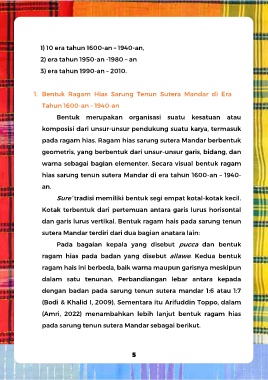 1) 10 era tahun 1600-an – 1940-an,
2) era tahun 1950-an -1980 – an
3) era tahun 1990-an – 2010.
1. Bentuk Ragam Hias Sarung Tenun Sutera Mandar di Era
Tahun 1600-an - 1940-an
Bentuk merupakan organisasi suatu kesatuan atau
komposisi dari unsur-unsur pendukung suatu karya, termasuk
pada ragam hias. Ragam hias sarung sutera Mandar berbentuk
geometris, yang berbentuk dari unsur-unsur garis, bidang, dan
warna sebagai bagian elementer. Secara visual bentuk ragam
hias sarung tenun sutera Mandar di era tahun 1600-an – 1940-
an.
Sure' tradisi memiliki bentuk segi empat kotal-kotak kecil.
Kotak terbentuk dari pertemuan antara garis lurus horisontal
dan garis lurus vertikal. Bentuk ragam hais pada sarung tenun
sutera Mandar terdiri dari dua bagian anatara lain:
Pada bagaian kepala yang disebut pucca dan bentuk
ragam hias pada badan yang disebut allawe. Kedua bentuk
ragam hais ini berbeda, baik warna maupun garisnya meskipun
dalam satu tenunan. Perbandingan lebar antara kepada
dengan badan pada sarung tenun sutera mandar 1:6 atau 1:7
(Bodi & Khalid I, 2009). Sementara itu Arifuddin Toppo, dalam
(Amri, 2022) menambahkan lebih lanjut bentuk ragam hias
pada sarung tenun sutera Mandar sebagai berikut.
5